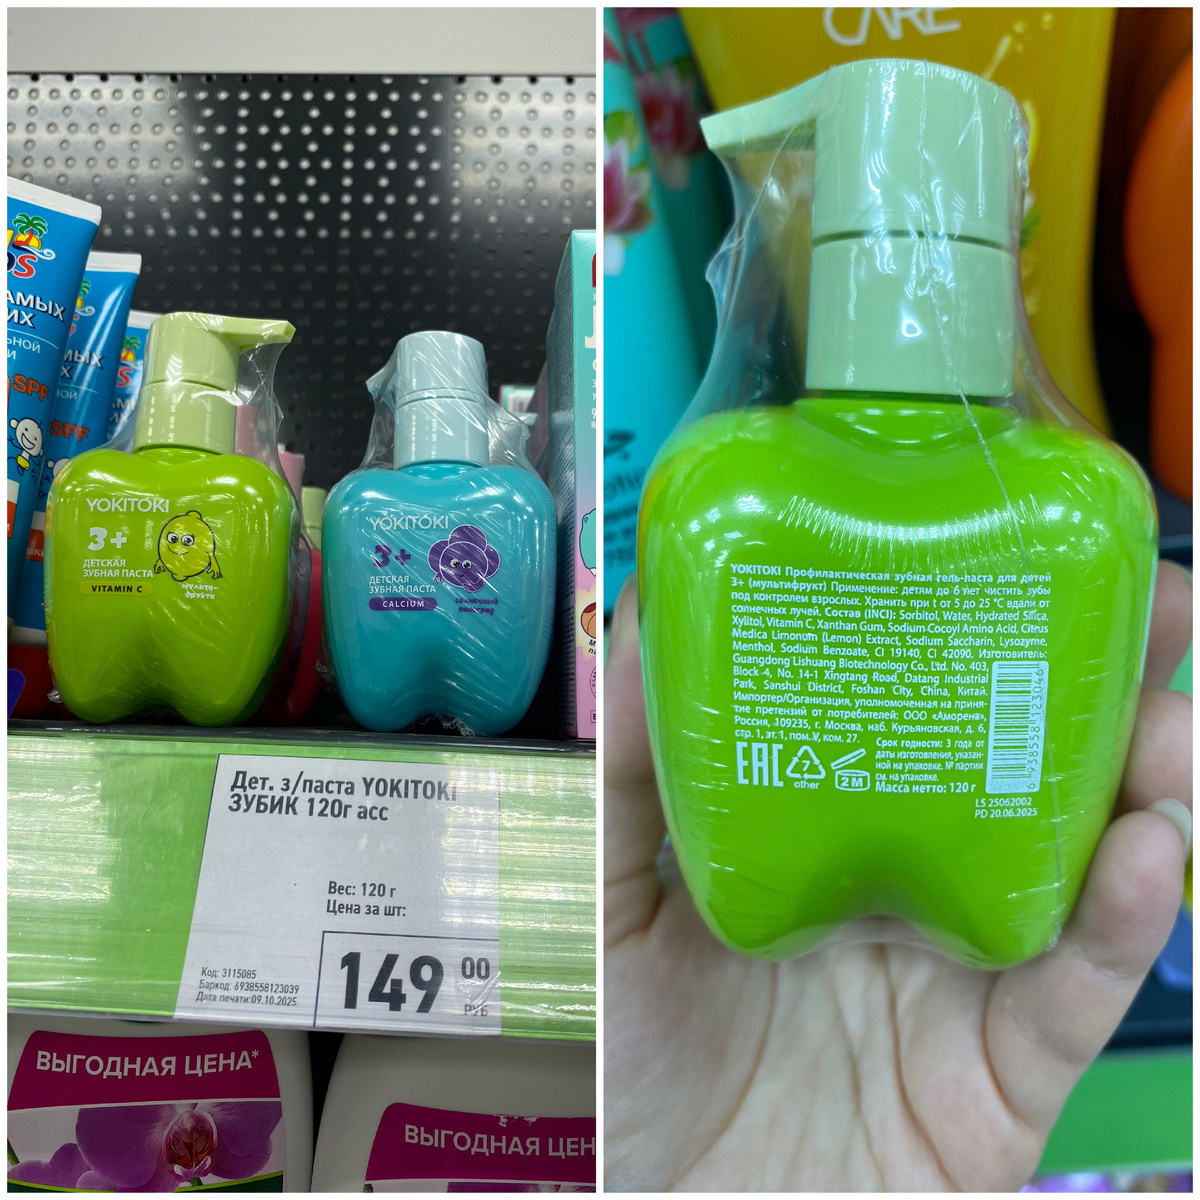 АМЫХ
ИХ
SPF
SPF
YOKITOKI
3+
ДЕТСКАЯ
ЗУБНАЯ ПАСТА
VITAMIN C
мульти-
фрукти
YOKITOKI
3+
ДЕТСКАЯ
ЗУБНАЯ ПАСТА
CALCIUM
солнечный
виноград
Дет. з/паста YOKITOKI
ЗУБИК 120г асс
Вес: 120 г
Цена за шт:
149 00
РУБ
Код: 3115085
Баркод: 6938558123039
Дата печати:09.10.2025
ВЫГОДНАЯ ЦЕНА*
ВЫГОДНАЯ ЦЕН
CARE
YOKITOKI Профилактическая зубная гель-паста для детей
3+ (мультифрукт) Применение: детям до 6 лет чистить зубы
под контролем взрослых. Хранить при t от 5 до 25 °C вдали от
солнечных лучей. Состав (INCI): Sorbitol, Water, Hydrated Silica,
Xylitol, Vitamin C, Xanthan Gum, Sodium Cocoyl Amino Acid, Citrus
Medica Limonum (Lemon) Extract, Sodium Saccharin, Lysozyme,
Menthol, Sodium Benzoate, CI 19140, CI 42090. Изготовитель:
Guangdong Lishuang Biotechnology Co., Ltd. No. 403,
Block 4, No. 14-1 Xingtang Road, Datang Industrial
Park, Sanshui District, Foshan City, China, Китай.
Импортер/Организация, уполномоченная на приня-
тие претензий от потребителей: ООО «Аморена»,
Россия, 109235, г. Москва, наб. Курьяновская, д. 6,
стр. 1, эт. 1, пом. V, ком. 27.
EAC
7
other
2M
Срок годности: 3 года от
даты изготовления, указан-
ной на упаковке. № партии
см. на упаковке.
Масса нетто: 120 г
6938558123046
LS 25062002
PD 20.06.2025